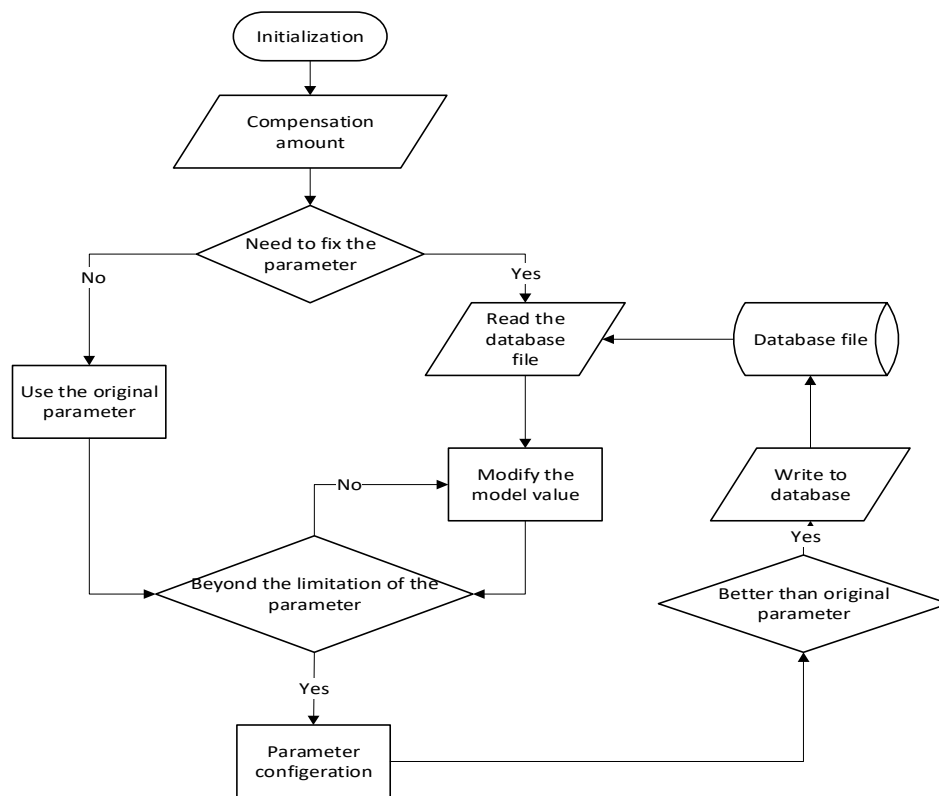 Initialization
Compensation
amount
Need to fix the
parameter
No
Yes
Read the
database
file
Database file
Use the original
parameter
Modify the
model value
No
Write to
database
Yes
Beyond the limitation of the
parameter
Better than original
parameter
Yes
Parameter
configeration